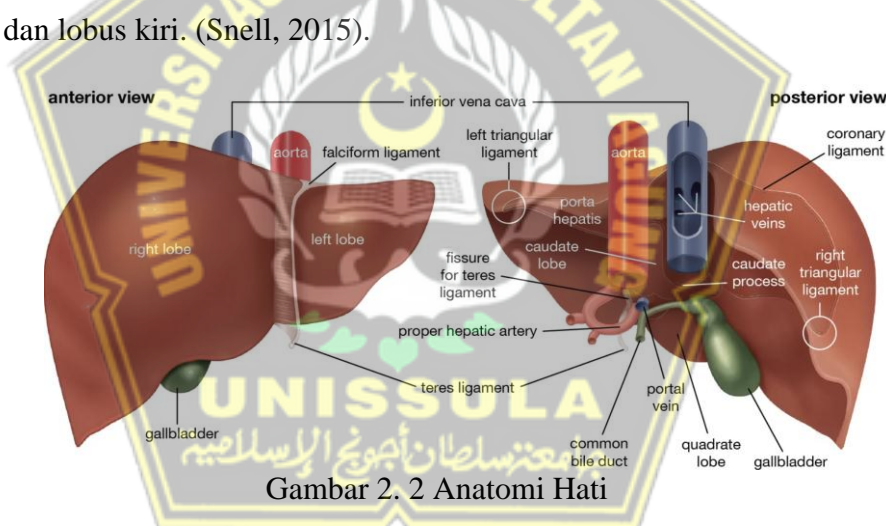 dan lobus kiri. (Snell, 2015).
anterior view
inferior vena cava
posterior view
aorta
falciform ligament
left triangular
ligament
aorta
coronary
ligament
right lobe
left lobe
porta
hepatis
hepatic
veins
caudate
lobe
fissure
for teres
ligament
caudate
process
right
triangular
ligament
proper hepatic artery
teres ligament
portal
vein
gallbladder
common
bile duct
quadrate
lobe
gallbladder
UNISSULA
Gambar 2. 2 Anatomi Hati